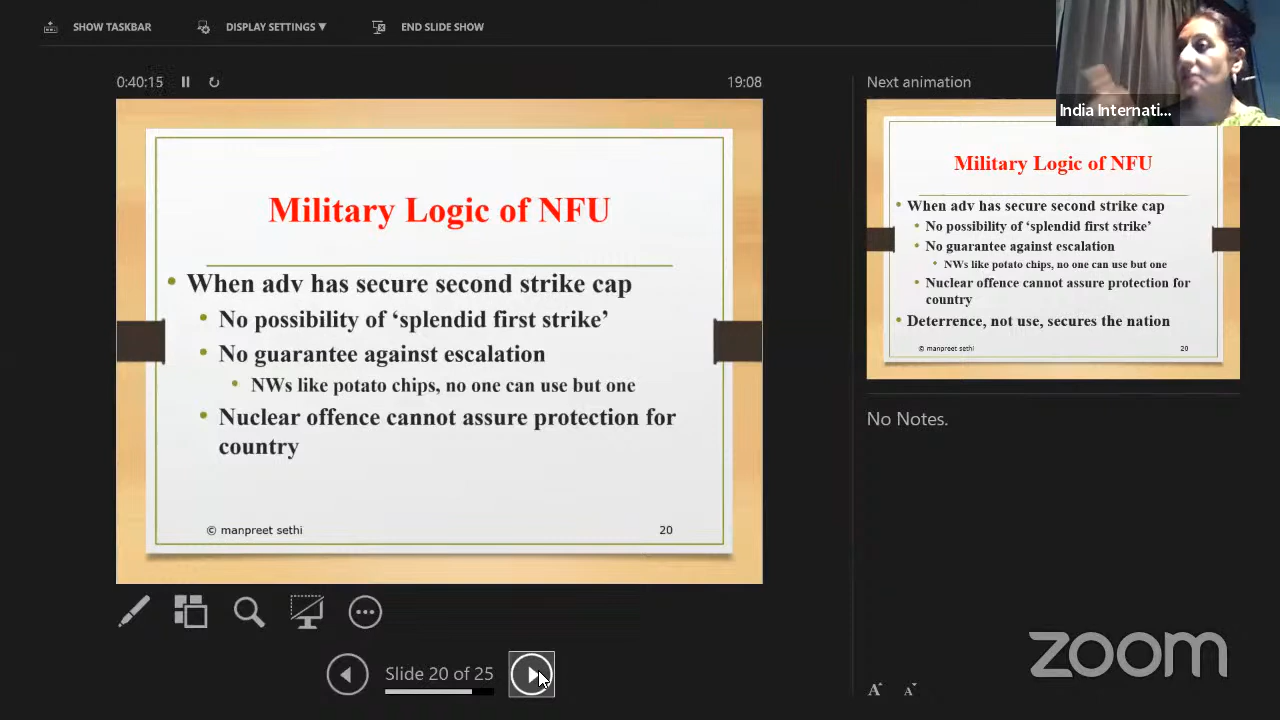 SHOW TASKBAR
DISPLAY SETTINGS ▼
END SLIDE SHOW
0:40:15
19:08
Next animation
India Internati...
Military Logic of NFU
• When adv has secure second strike cap
• No possibility of ‘splendid first strike’
• No guarantee against escalation
• NWs like potato chips, no one can use but one
• Nuclear offence cannot assure protection for
country
© manpreet sethi
20
Military Logic of NFU
• When adv has secure second strike cap
• No possibility of ‘splendid first strike’
• No guarantee against escalation
• NWs like potato chips, no one can use but one
• Nuclear offence cannot assure protection for
country
• Deterrence, not use, secures the nation
© manpreet sethi
20
No Notes.
Slide 20 of 25
A A
zoom